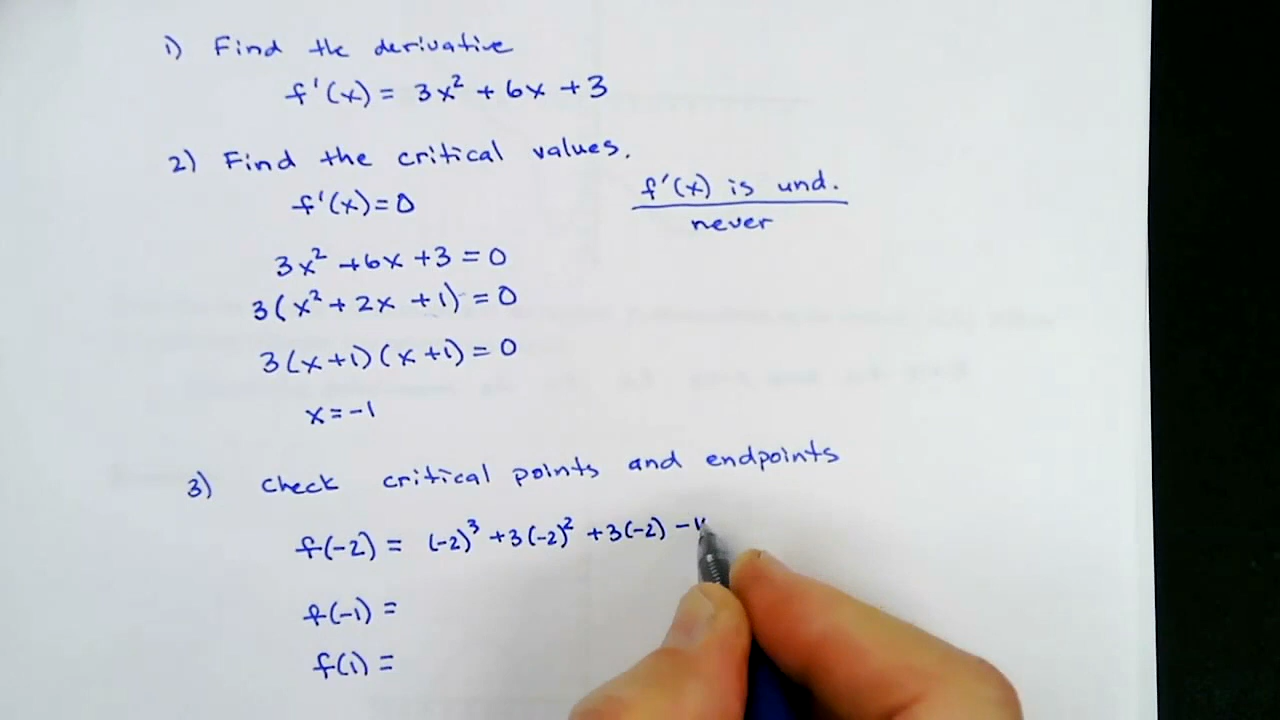 1) Find the derivative
f'(x) = 3x² + 6x + 3
2) Find the critical values.
f'(x) = 0
f'(x) is und.
never
3x² + 6x + 3 = 0
3(x² + 2x + 1) = 0
3(x+1)(x+1) = 0
x = -1
3) Check critical points and endpoints
f(-2) = (-2)³ + 3(-2)² + 3(-2) -
f(-1) =
f(1) =